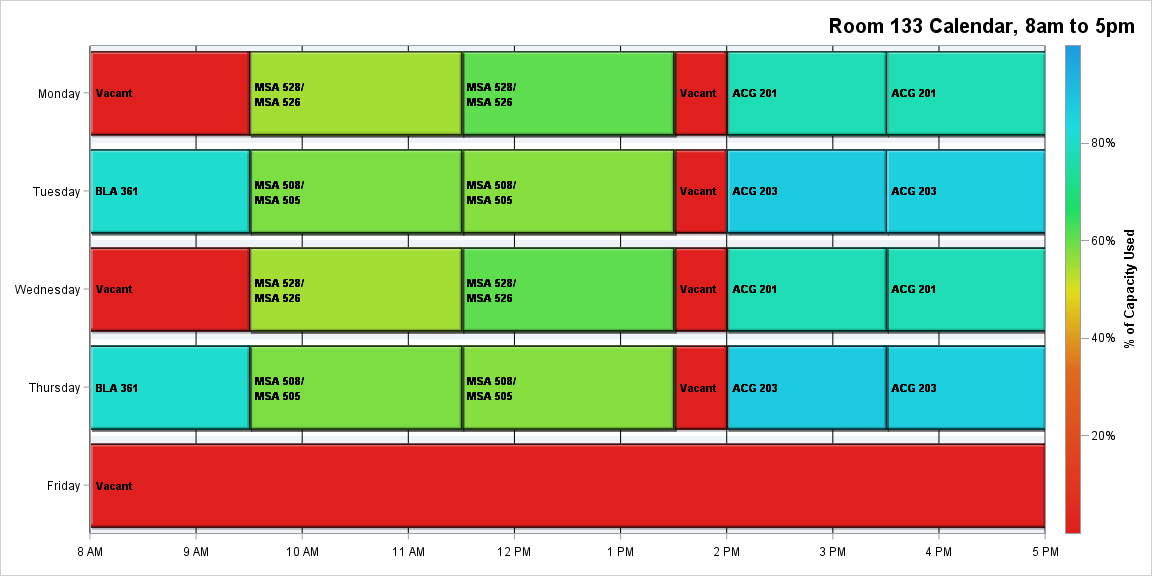 Room 133 Calendar, 8am to 5pm
Monday
Vacant
MSA 528/
MSA 526
MSA 528/
MSA 526
Vacant
ACG 201
ACG 201
Tuesday
BLA 361
MSA 508/
MSA 505
MSA 508/
MSA 505
Vacant
ACG 203
ACG 203
Wednesday
Vacant
MSA 528/
MSA 526
MSA 528/
MSA 526
Vacant
ACG 201
ACG 201
Thursday
BLA 361
MSA 508/
MSA 505
MSA 508/
MSA 505
Vacant
ACG 203
ACG 203
Friday
Vacant
8 AM
9 AM
10 AM
11 AM
12 PM
1 PM
2 PM
3 PM
4 PM
5 PM
80%
60%
40%
20%
% of Capacity Used